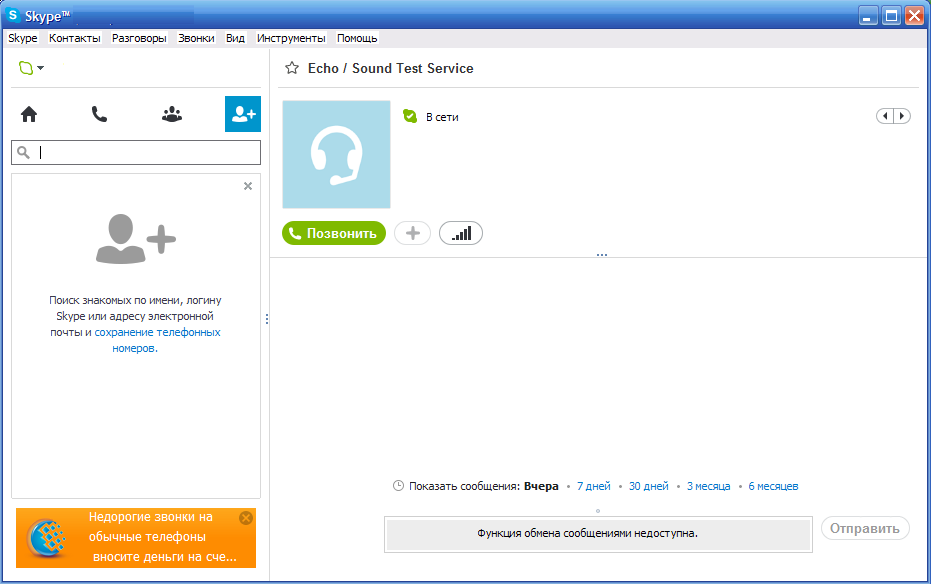 Skype™
Skype Контакты Разговоры Звонки Вид Инструменты Помощь
Echo / Sound Test Service
В сети
Позвонить
Поиск знакомых по имени, логину
Skype или адресу электронной
почты и сохранение телефонных
номеров.
Показать сообщения: Вчера • 7 дней • 30 дней • 3 месяца • 6 месяцев
Функция обмена сообщениями недоступна.
Отправить
Недорогие звонки на
обычные телефоны
вносите деньги на сче...